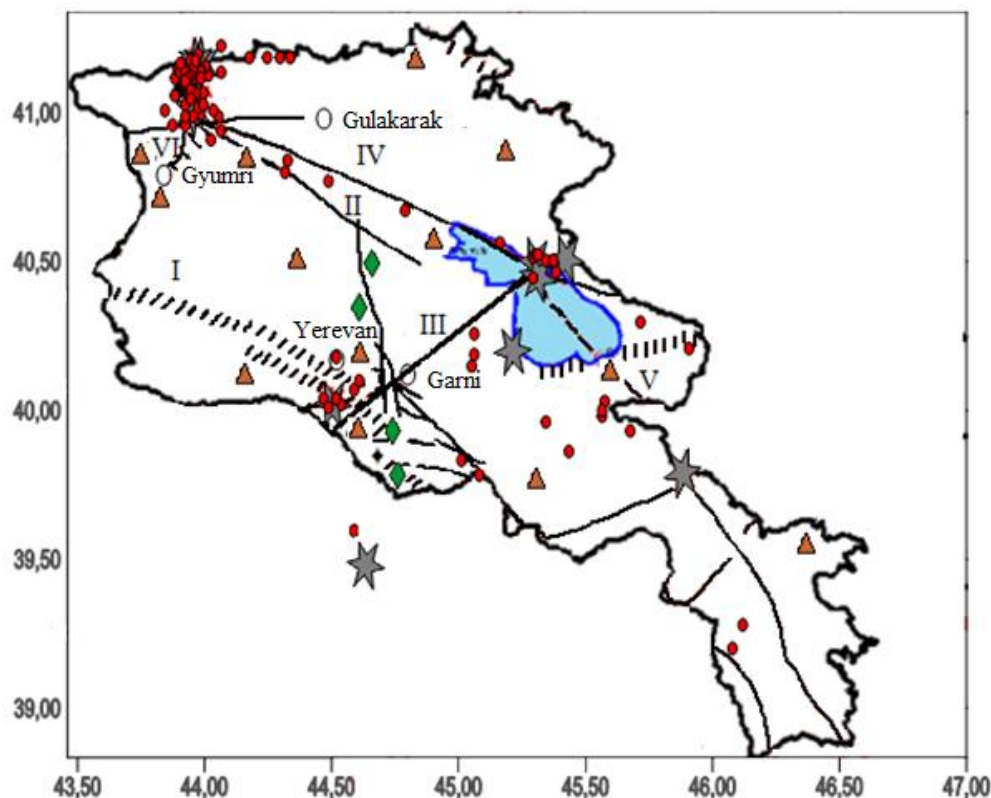 41,00
Gulakarak
VI
IV
Gyumri
II
40,50
I
Yerevan
III
Garni
V
40,00
39,50
39,00
43,50 44,00 44,50 45,00 45,50 46,00 46,50 47,00